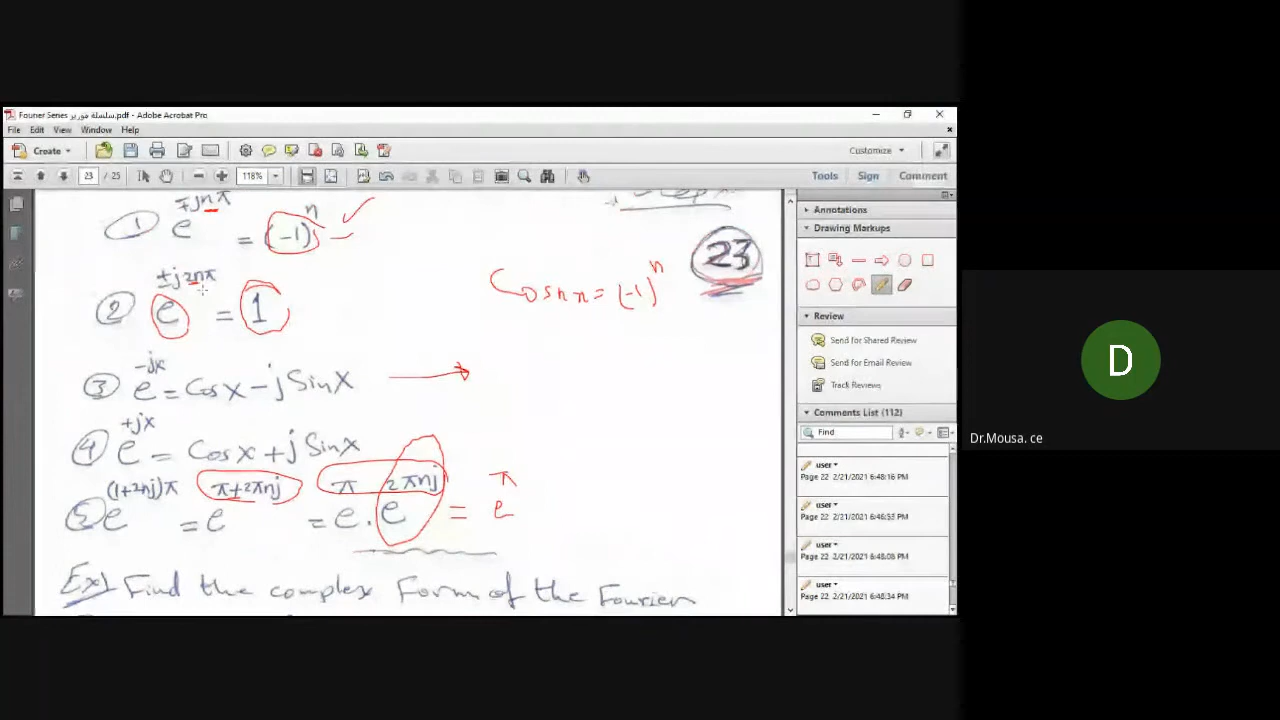 Fourier Series سلسلة فورير.pdf - Adobe Acrobat Pro
File Edit View Window Help
Create Customize
23 / 25 118% Tools Sign Comment
① e^∓jnπ = (-1)^n
23
② e^±j2nπ = 1
Cos nπ = (-1)^n
③ e^-jx = Cos x - j Sin x
④ e^+jx = Cos x + j Sin x
⑤ e^(1+2nj)π = e^π+2πnj = e^π . e^2πnj = e^π
Ex) Find the complex Form of the Fourier
Annotations
Drawing Markups
Review
Send for Shared Review
Send for Email Review
Track Reviews
Comments List (112)
Find
user
Page 22 2/21/2021 6:48:16 PM
user
Page 22 2/21/2021 6:46:53 PM
user
Page 22 2/21/2021 6:48:08 PM
user
Page 22 2/21/2021 6:48:34 PM
D
Dr.Mousa. ce